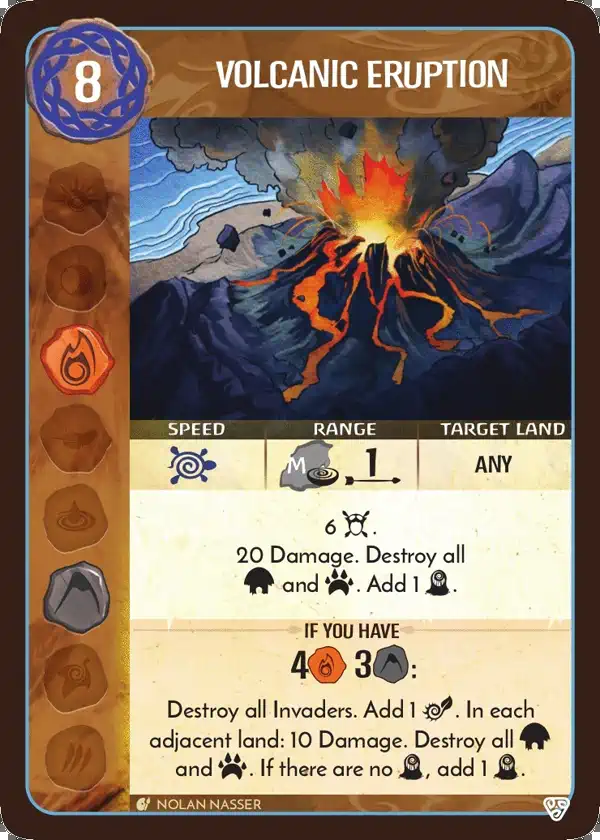 8
VOLCANIC ERUPTION
SPEED RANGE TARGET LAND
M 1 ANY
6 .
20 Damage. Destroy all
and . Add 1 .
IF YOU HAVE
4 3 :
Destroy all Invaders. Add 1 . In each
adjacent land: 10 Damage. Destroy all
and . If there are no , add 1 .
NOLAN NASSER